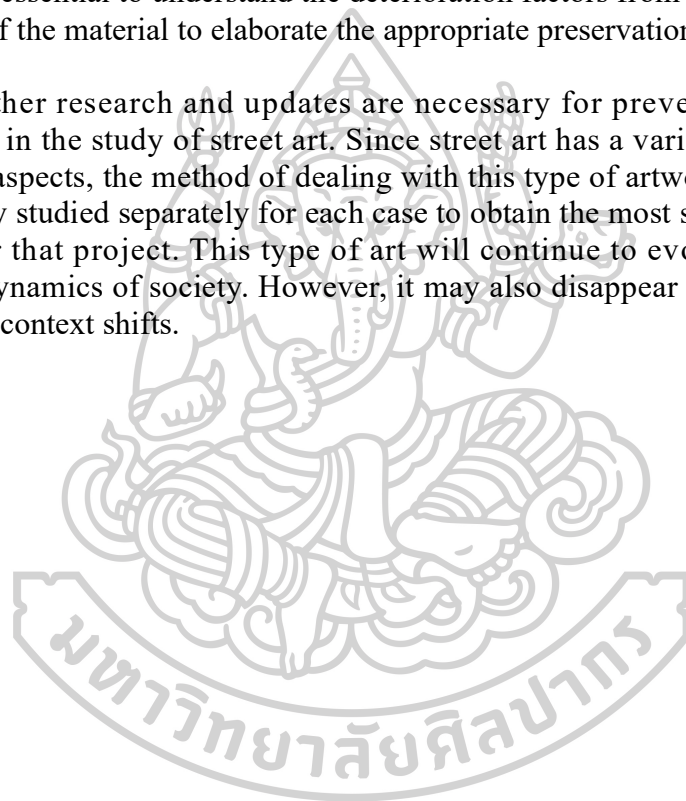 essential to understand the deterioration factors from
of the material to elaborate the appropriate preservation
ther research and updates are necessary for preve
in the study of street art. Since street art has a vari
aspects, the method of dealing with this type of artwo
y studied separately for each case to obtain the most s
r that project. This type of art will continue to evo
ynamics of society. However, it may also disappear
context shifts.
มหาวิทยาลัยศิลปากร